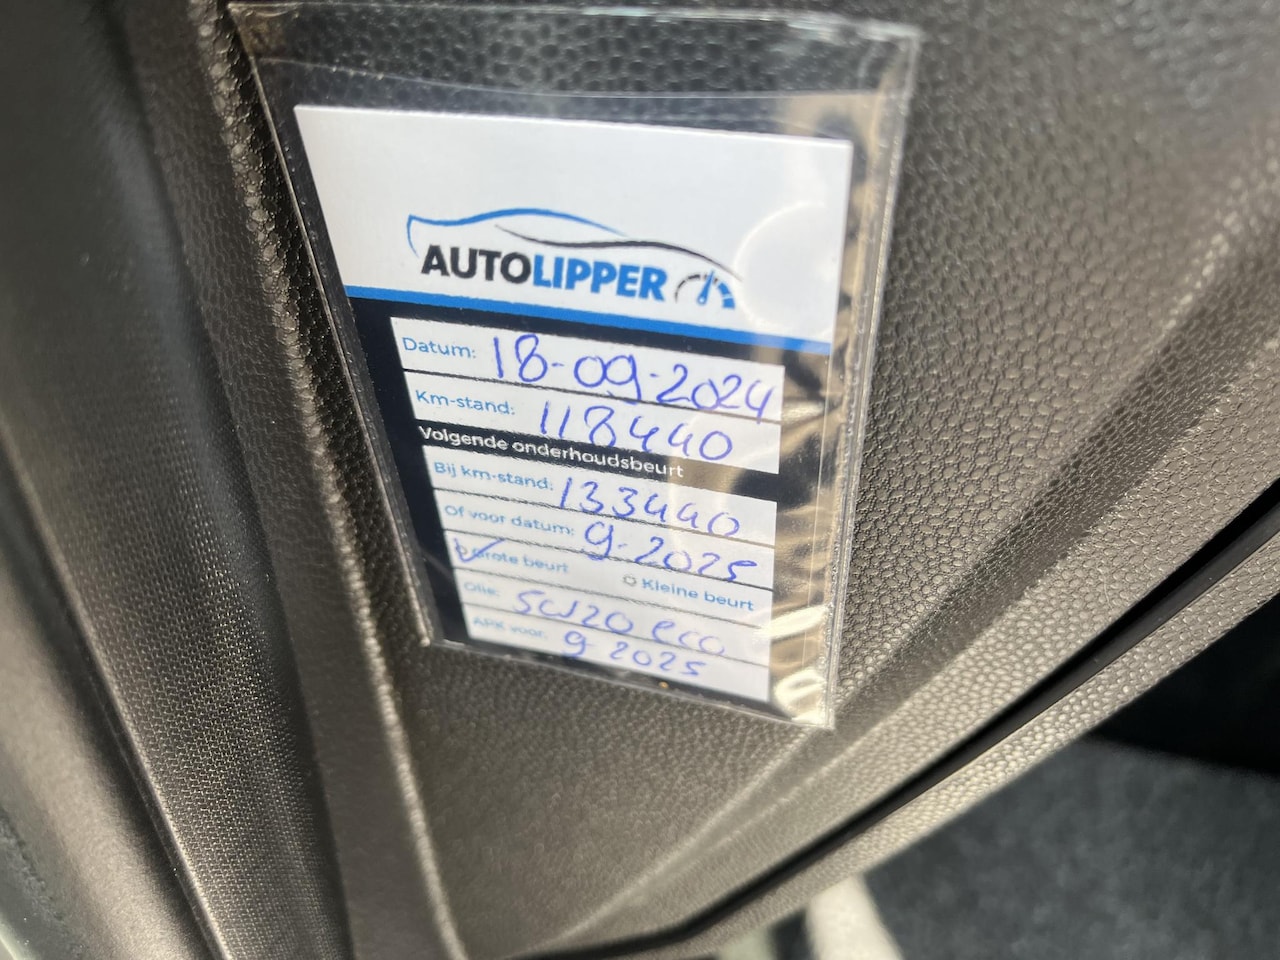 AUTOLIPPER
Datum: 18-09-2024
Km-stand: 118440
Volgende onderhoudsbeurt
Bij km-stand: 133440
Of voor datum: 9-2025
Grote beurt Kleine beurt
Olie: 5W20 eco
APK voor: 9 2025